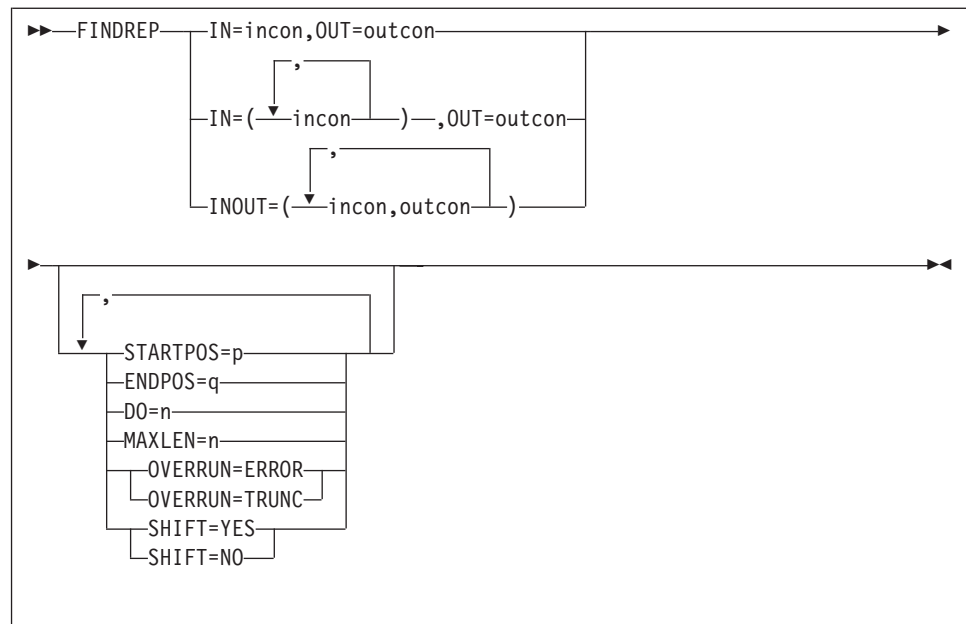 FINDREP IN=incon,OUT=outcon
,
IN=( incon ) ,OUT=outcon
,
INOUT=( incon,outcon )
,
STARTPOS=p
ENDPOS=q
DO=n
MAXLEN=n
OVERRUN=ERROR
OVERRUN=TRUNC
SHIFT=YES
SHIFT=NO